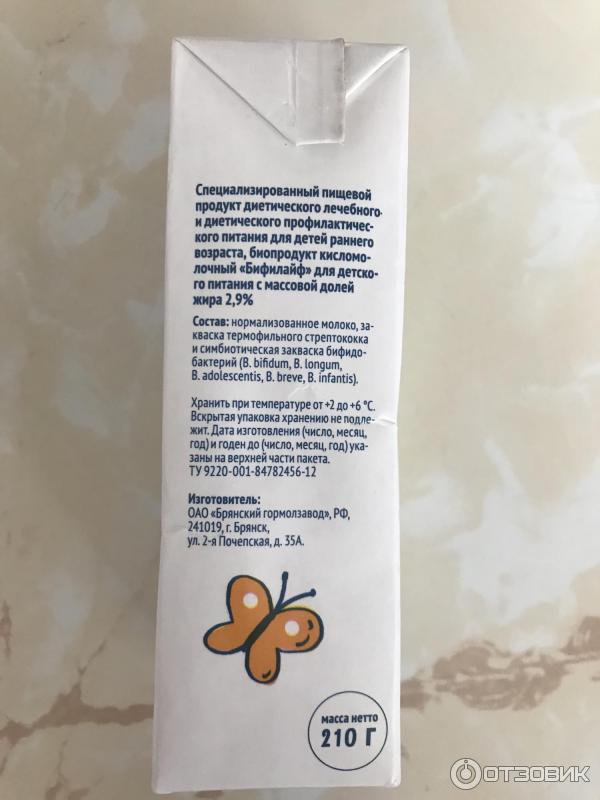 Специализированный пищевой
продукт диетического лечебного
и диетического профилактичес-
кого питания для детей раннего
возраста, биопродукт кисломо-
лочный «Бифилайф» для детско-
го питания с массовой долей
жира 2,9%
Состав: нормализованное молоко, за-
кваска термофильного стрептококка
и симбиотическая закваска бифидо-
бактерий (B. bifidum, B. longum,
B. adolescentis, B. breve, B. infantis).
Хранить при температуре от +2 до +6 °С.
Вскрытая упаковка хранению не подле-
жит. Дата изготовления (число, месяц,
год) и годен до (число, месяц, год) ука-
заны на верхней части пакета.
ТУ 9220-001-84782456-12
Изготовитель:
ОАО «Брянский гормолзавод», РФ,
241019, г. Брянск,
ул. 2-я Почепская, д. 35А.
масса нетто
210 Г
ОТЗОВИК